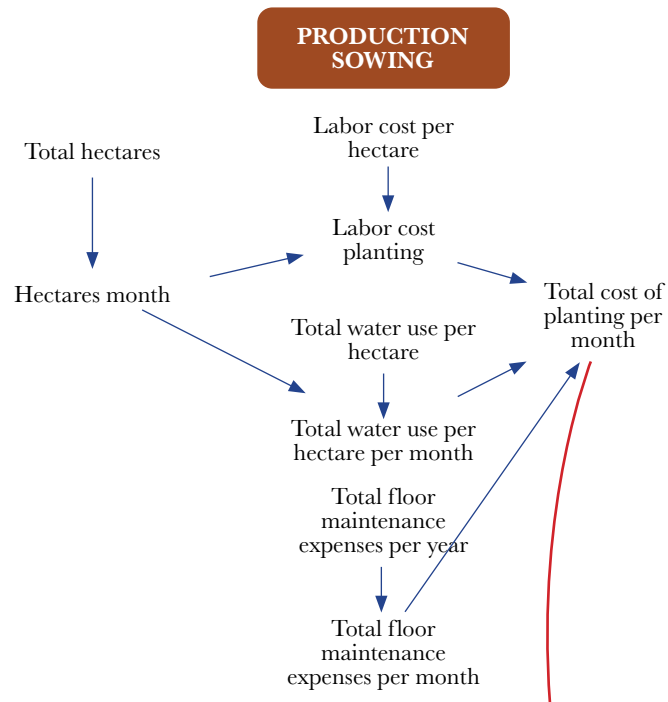 PRODUCTION
SOWING
Labor cost per
hectare
Total hectares
Labor cost
planting
Hectares month
Total cost of
planting per
month
Total water use per
hectare
Total water use per
hectare per month
Total floor
maintenance
expenses per year
Total floor
maintenance
expenses per month